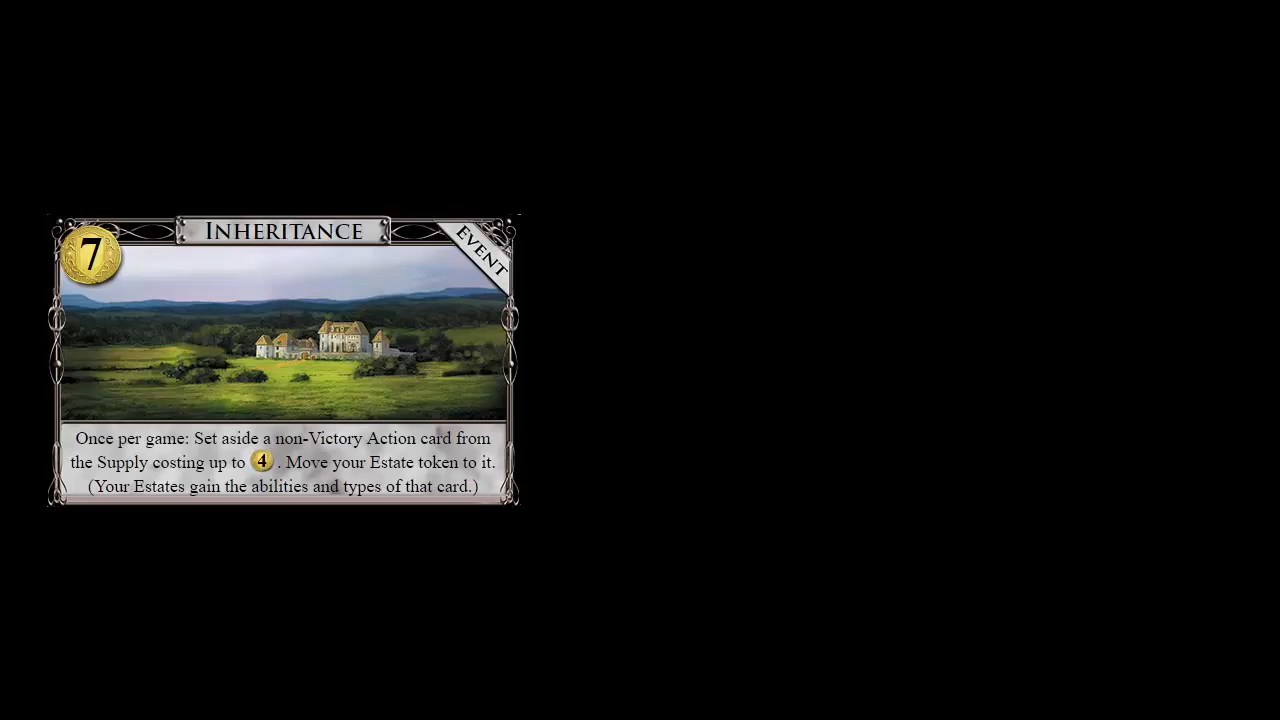 7
INHERITANCE
EVENT
Once per game: Set aside a non-Victory Action card from
the Supply costing up to 4 . Move your Estate token to it.
(Your Estates gain the abilities and types of that card.)